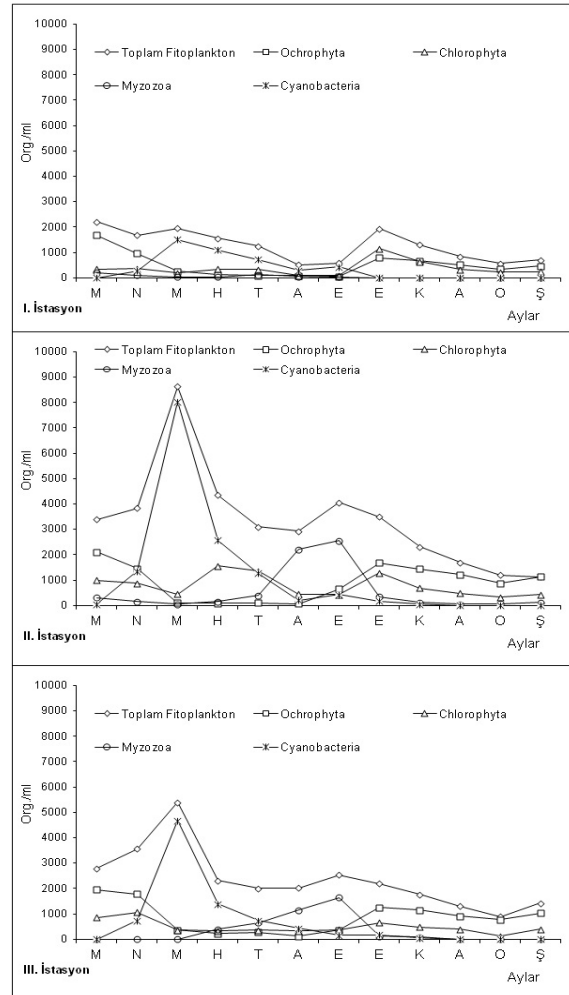 10000
9000
8000
7000
6000
5000
4000
3000
2000
1000
0
Org./ml
Toplam Fitoplankton Ochrophyta Chlorophyta
Myzozoa Cyanobacteria
M N M H T A E E K A O Ş
I. İstasyon
Aylar
10000
9000
8000
7000
6000
5000
4000
3000
2000
1000
0
Org./ml
Toplam Fitoplankton Ochrophyta Chlorophyta
Myzozoa Cyanobacteria
M N M H T A E E K A O Ş
II. İstasyon
Aylar
10000
9000
8000
7000
6000
5000
4000
3000
2000
1000
0
Org./ml
Toplam Fitoplankton Ochrophyta Chlorophyta
Myzozoa Cyanobacteria
M N M H T A E E K A O Ş
III. İstasyon
Aylar